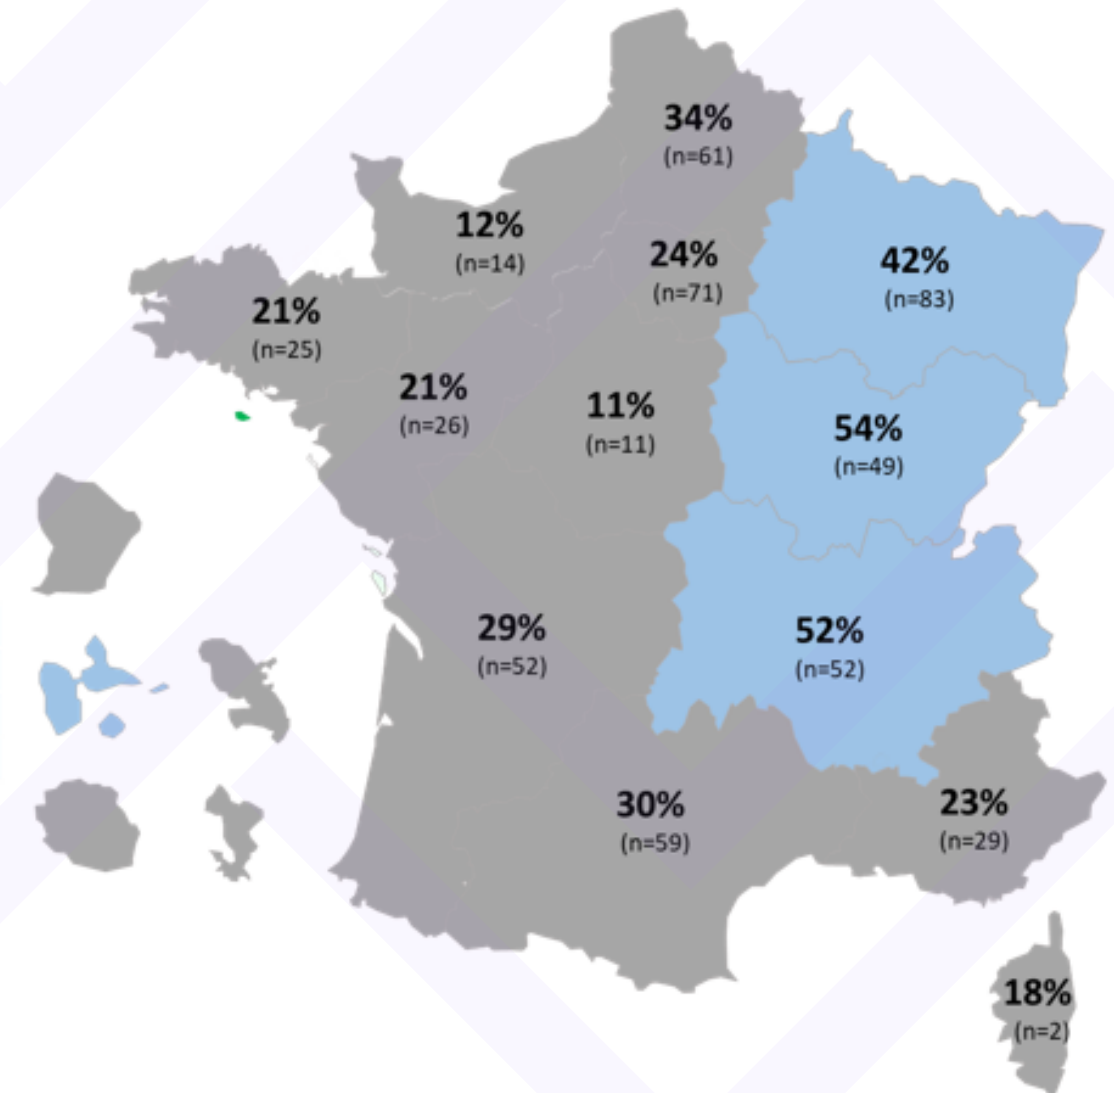 34%
(n=61)
12%
(n=14)
24%
(n=71)
42%
(n=83)
21%
(n=25)
21%
(n=26)
11%
(n=11)
54%
(n=49)
29%
(n=52)
52%
(n=52)
30%
(n=59)
23%
(n=29)
18%
(n=2)